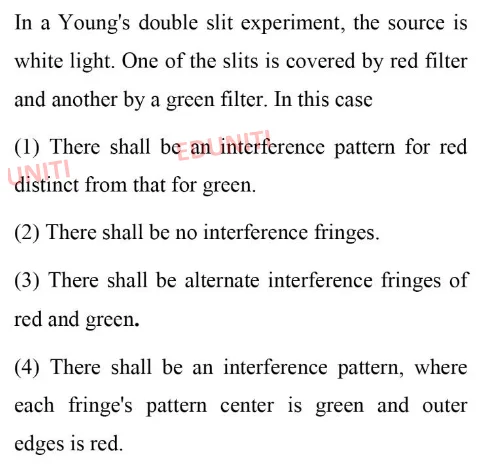 In a Young's double slit experiment, the source is
white light. One of the slits is covered by red filter
and another by a green filter. In this case
(1) There shall be an interference pattern for red
EDUNITI
UNITI
distinct from that for green.
(2) There shall be no interference fringes.
(3) There shall be alternate interference fringes of
red and green.
(4) There shall be an interference pattern, where
each fringe's pattern center is green and outer
edges is red.